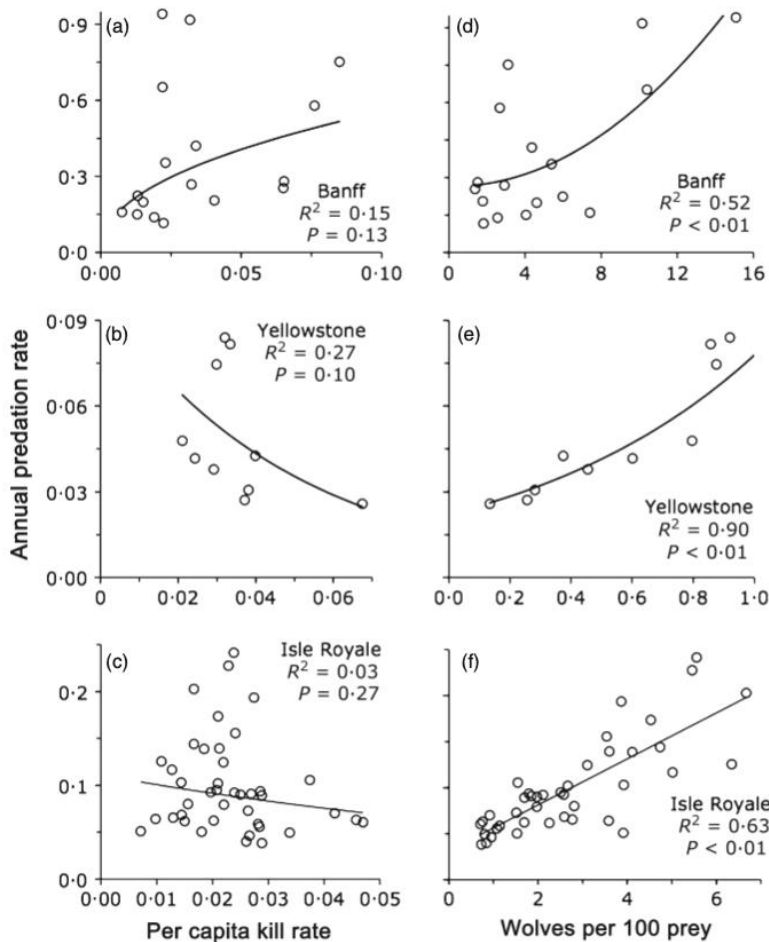 Annual predation rate
(a)
0·9
0·6
0·3
0·0
0·00
0·05
0·10
Banff
R² = 0·15
P = 0·13
(d)
0
4
8
12
16
Banff
R² = 0·52
P < 0·01
(b)
0·09
0·06
0·03
0·00
0
0·02
0·04
0·06
Yellowstone
R² = 0·27
P = 0·10
(e)
0·0
0·2
0·4
0·6
0·8
1·0
Yellowstone
R² = 0·90
P < 0·01
(c)
0·2
0·1
0·0
0·00
0·01
0·02
0·03
0·04
0·05
Isle Royale
R² = 0·03
P = 0·27
(f)
0
2
4
6
Isle Royale
R² = 0·63
P < 0·01
Per capita kill rate
Wolves per 100 prey